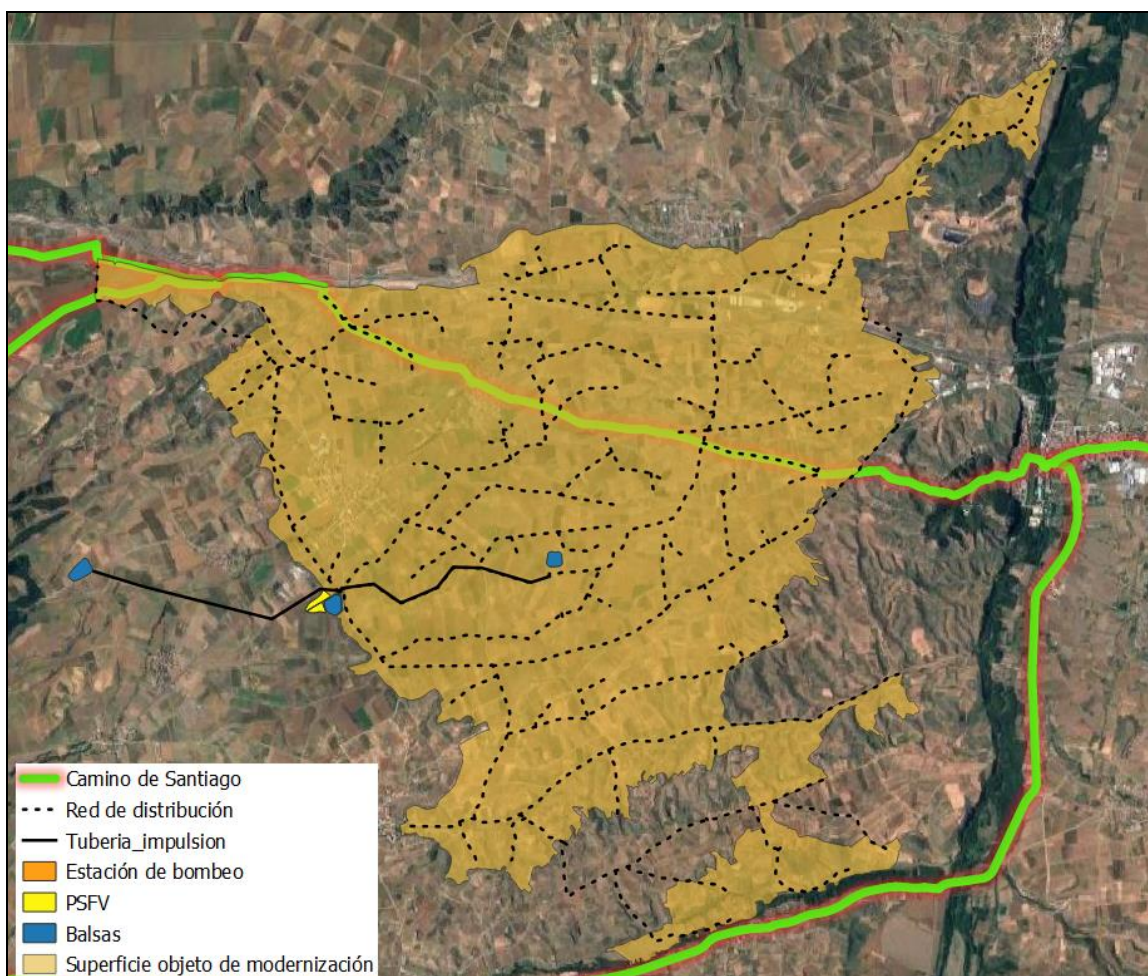 Camino de Santiago
Red de distribución
Tuberia_impulsion
Estación de bombeo
PSFV
Balsas
Superficie objeto de modernización